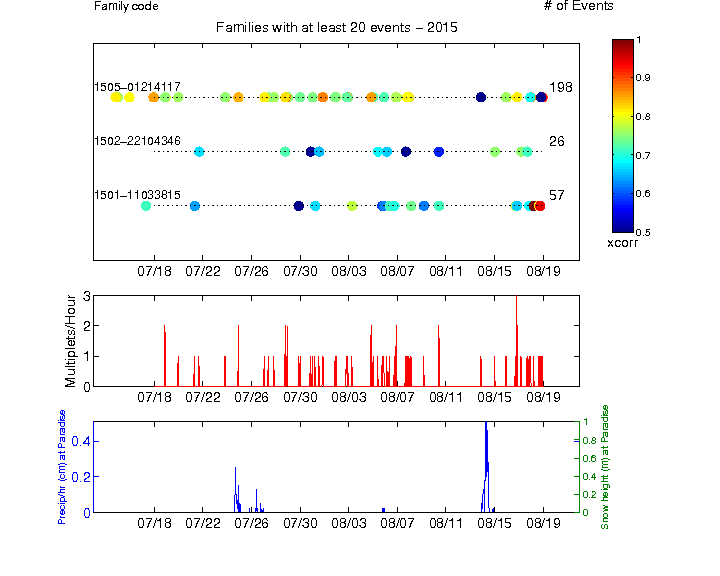 Family code
# of Events
Families with at least 20 events – 2015
1505–01214117
198
1502–22104346
26
1501–11033815
57
07/18 07/22 07/26 07/30 08/03 08/07 08/11 08/15 08/19
1
0.9
0.8
0.7
0.6
0.5
xcorr
Multiplets/Hour
3
2
1
0
07/18 07/22 07/26 07/30 08/03 08/07 08/11 08/15 08/19
Precip/hr (cm) at Paradise
0.4
0.2
0
1
0.8
0.6
0.4
0.2
0
Snow height (m) at Paradise
07/18 07/22 07/26 07/30 08/03 08/07 08/11 08/15 08/19